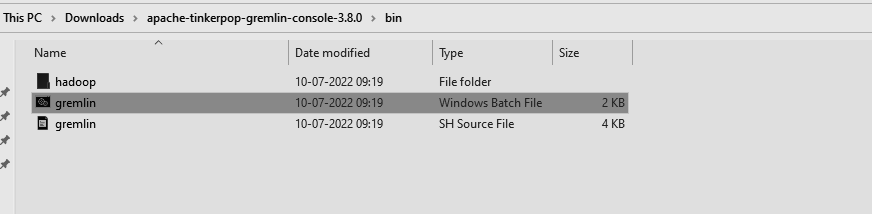 This PC > Downloads > apache-tinkerpop-gremlin-console-3.8.0 > bin
Name Date modified Type Size
hadoop 10-07-2022 09:19 File folder
gremlin 10-07-2022 09:19 Windows Batch File 2 KB
gremlin 10-07-2022 09:19 SH Source File 4 KB